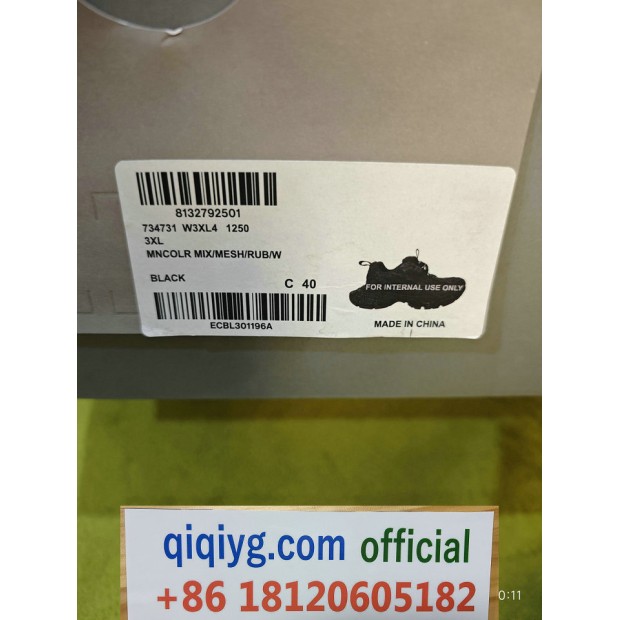 8132792501
734731 W3XL4 1250
3XL
MNCOLR MIX/MESH/RUB/W
BLACK
C 40
FOR INTERNAL USE ONLY
ECBL301196A
MADE IN CHINA
qiqiyg.com official
+86 18120605182
0:11